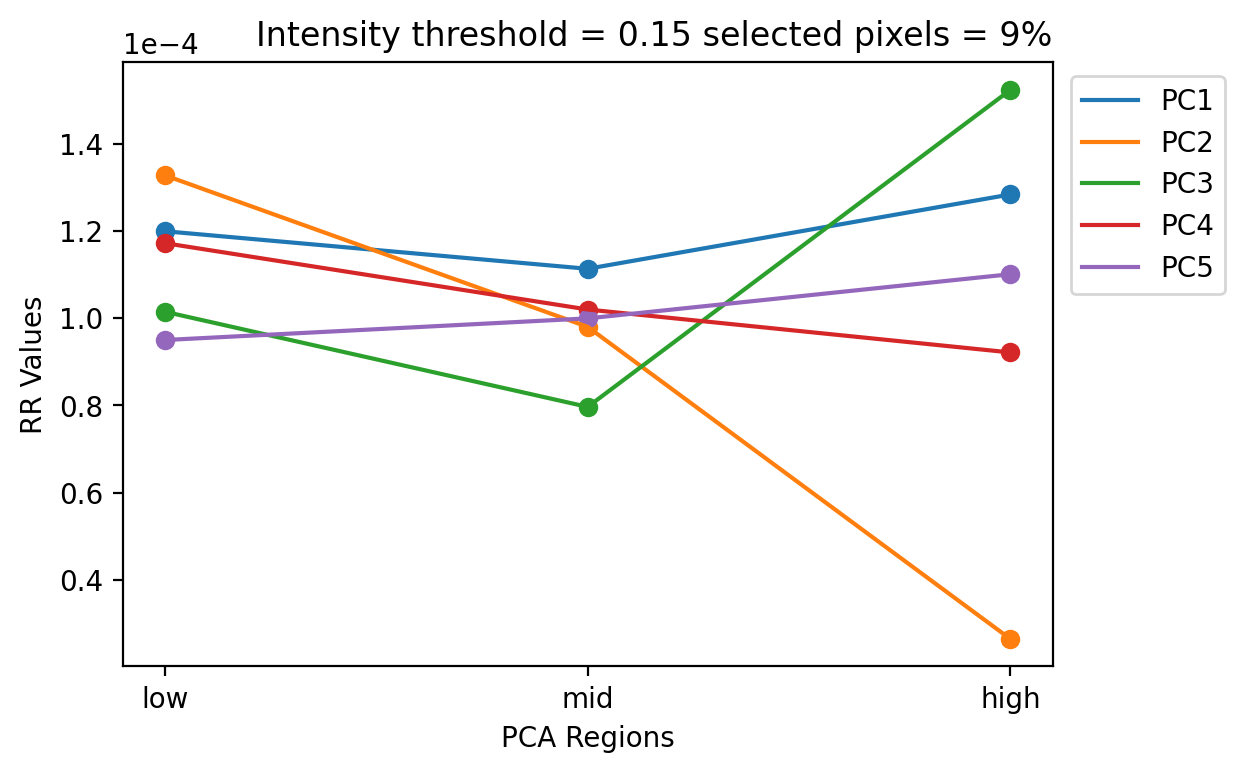 Intensity threshold = 0.15 selected pixels = 9%
1e−4
1.4
1.2
1.0
0.8
0.6
0.4
RR Values
low
mid
high
PCA Regions
PC1
PC2
PC3
PC4
PC5